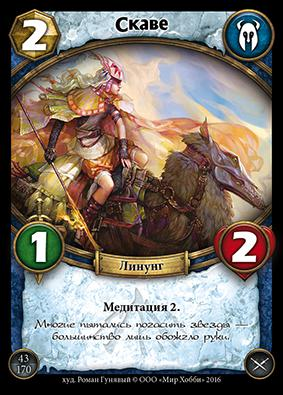 2
Скаве
1
Линунг
2
Медитация 2.
Многие пытались погасить звезды —
большинство лишь обожгло руки.
43
170
худ. Роман Гунявый © ООО «Мир Хобби» 2016